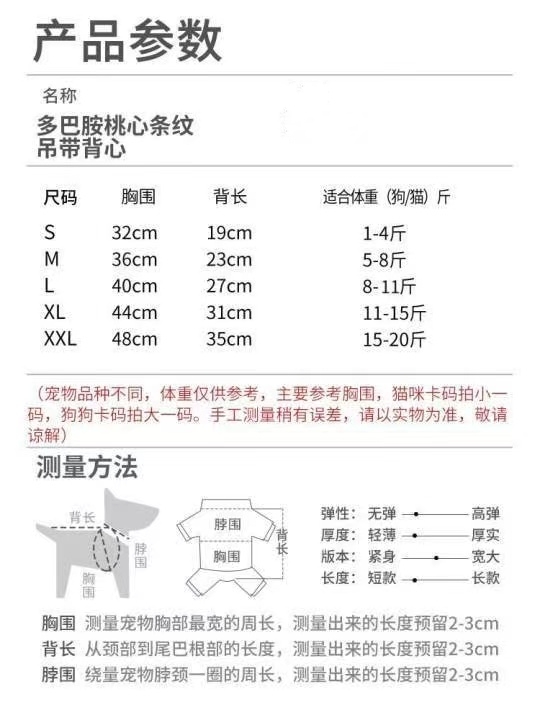 产品参数
名称
多巴胺桃心条纹
吊带背心
尺码 胸围 背长 适合体重（狗/猫）斤
S 32cm 19cm 1-4斤
M 36cm 23cm 5-8斤
L 40cm 27cm 8-11斤
XL 44cm 31cm 11-15斤
XXL 48cm 35cm 15-20斤
（宠物品种不同，体重仅供参考，主要参考胸围，猫咪卡码拍小一
码，狗狗卡码拍大一码。手工测量稍有误差，请以实物为准，敬请
谅解）
测量方法
背长
脖围
胸围
脖围
胸围
背长
弹性： 无弹 高弹
厚度： 轻薄 厚实
版本： 紧身 宽大
长度： 短款 长款
胸围 测量宠物胸部最宽的周长，测量出来的长度预留2-3cm
背长 从颈部到尾巴根部的长度，测量出来的长度预留2-3cm
脖围 绕量宠物脖颈一圈的周长，测量出来的长度预留2-3cm